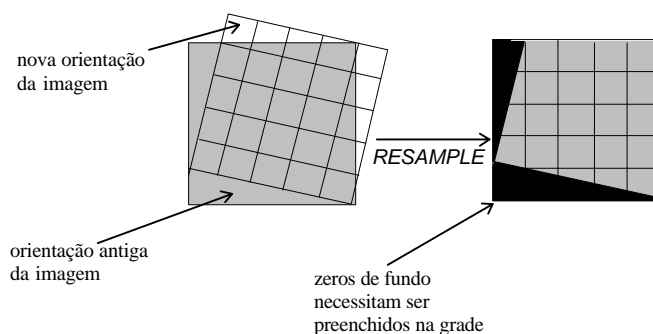 nova orientação
da imagem
RESAMPLE
orientação antiga
da imagem
zeros de fundo
necessitam ser
preenchidos na grade